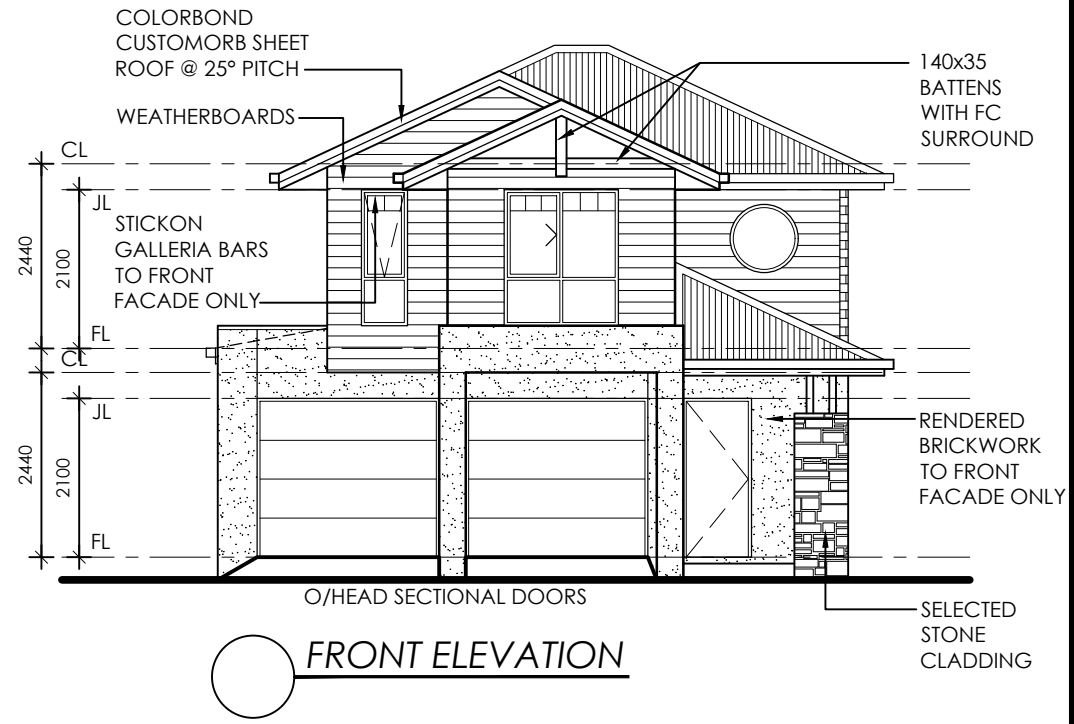 COLORBOND
CUSTOMORB SHEET
ROOF @ 25° PITCH
WEATHERBOARDS
140x35
BATTENS
WITH FC
SURROUND
CL
JL
STICKON
GALLERIA BARS
TO FRONT
FACADE ONLY
2440
2100
FL
CL
JL
2440
2100
FL
RENDERED
BRICKWORK
TO FRONT
FACADE ONLY
O/HEAD SECTIONAL DOORS
SELECTED
STONE
CLADDING
FRONT ELEVATION